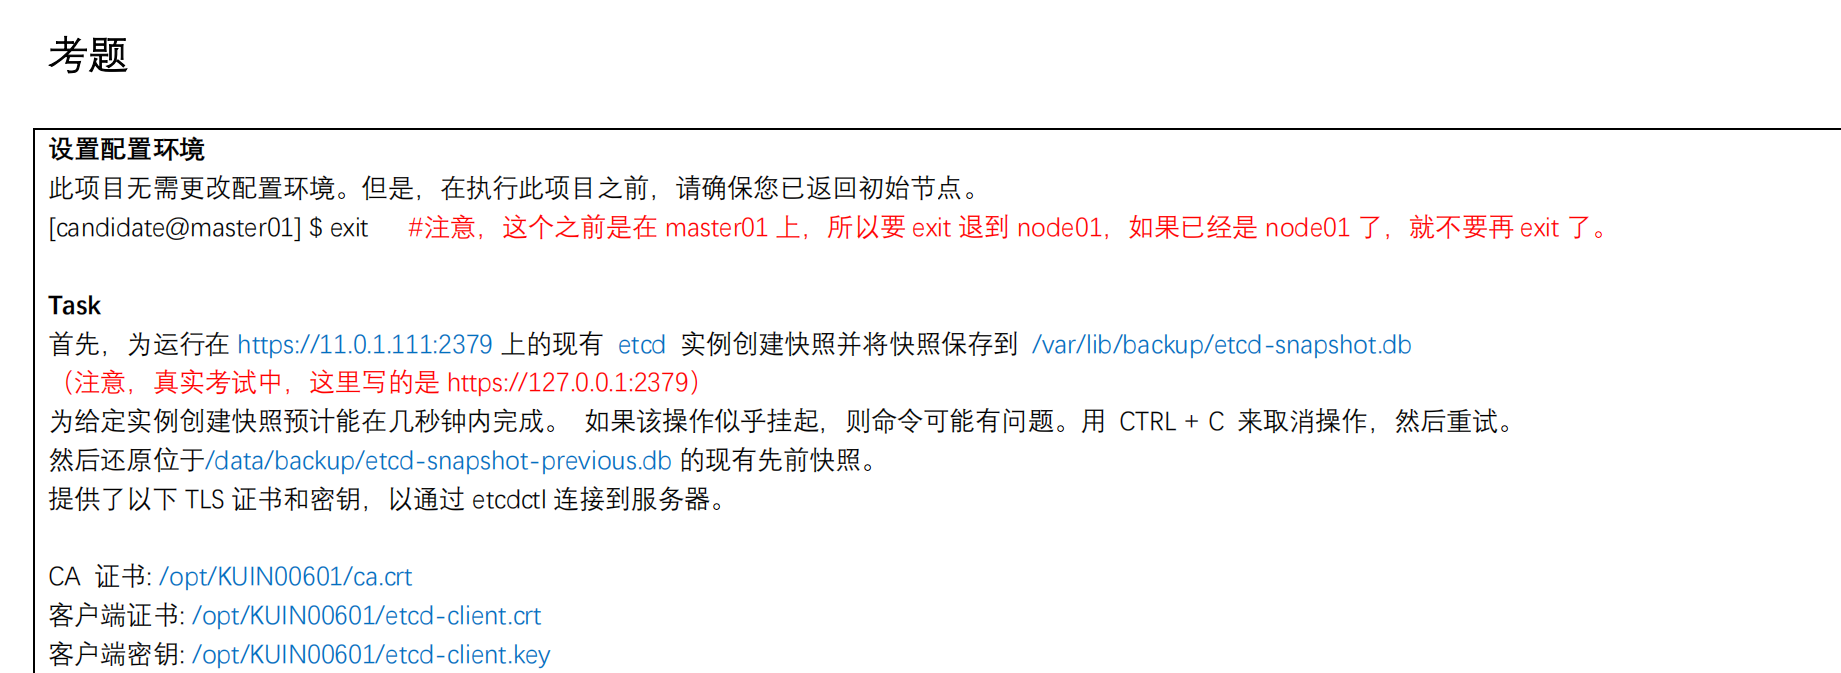 考题
设置配置环境
此项目无需更改配置环境。但是，在执行此项目之前，请确保您已返回初始节点。
[candidate@master01] $ exit #注意，这个之前是在 master01 上，所以要 exit 退到 node01，如果已经是 node01 了，就不要再 exit 了。
Task
首先，为运行在 https://11.0.1.111:2379 上的现有 etcd 实例创建快照并将快照保存到 /var/lib/backup/etcd-snapshot.db
（注意，真实考试中，这里写的是 https://127.0.0.1:2379）
为给定实例创建快照预计能在几秒钟内完成。 如果该操作似乎挂起，则命令可能有问题。用 CTRL + C 来取消操作，然后重试。
然后还原位于/data/backup/etcd-snapshot-previous.db 的现有先前快照。
提供了以下 TLS 证书和密钥，以通过 etcdctl 连接到服务器。
CA 证书: /opt/KUIN00601/ca.crt
客户端证书: /opt/KUIN00601/etcd-client.crt
客户端密钥: /opt/KUIN00601/etcd-client.key